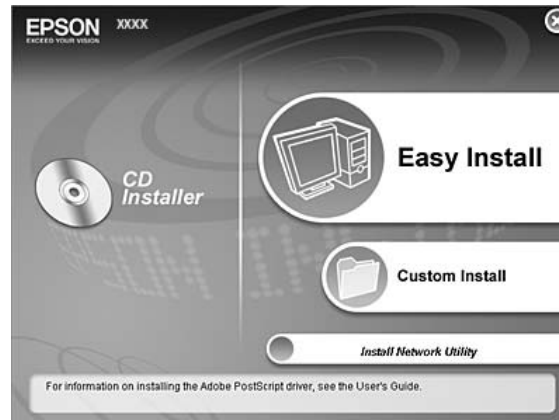 EPSON XXXX
EXCEED YOUR VISION
CD
Installer
Easy Install
Custom Install
Install Network Utility
For information on installing the Adobe PostScript driver, see the User's Guide.